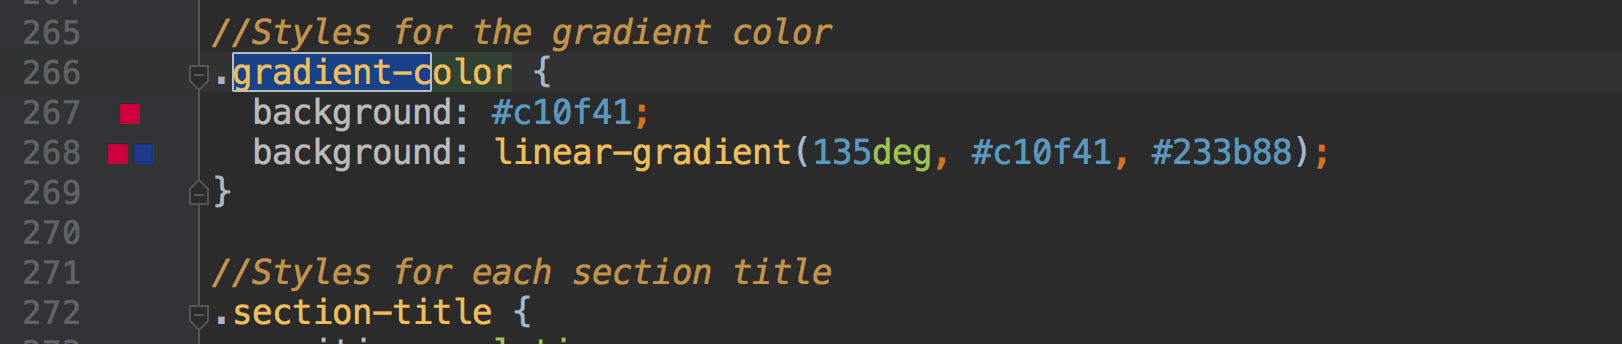 265 //Styles for the gradient color
266 .gradient-color {
267 background: #c10f41;
268 background: linear-gradient(135deg, #c10f41, #233b88);
269 }
270
271 //Styles for each section title
272 .section-title {